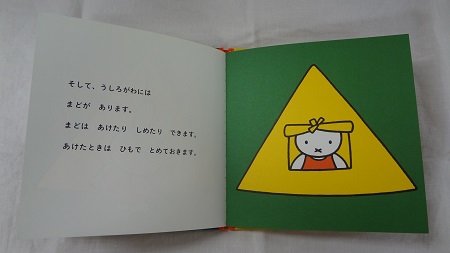 そして、うしろがわには
まどが あります。
まどは あけたり しめたり できます。
あけたときは ひもで とめておきます。